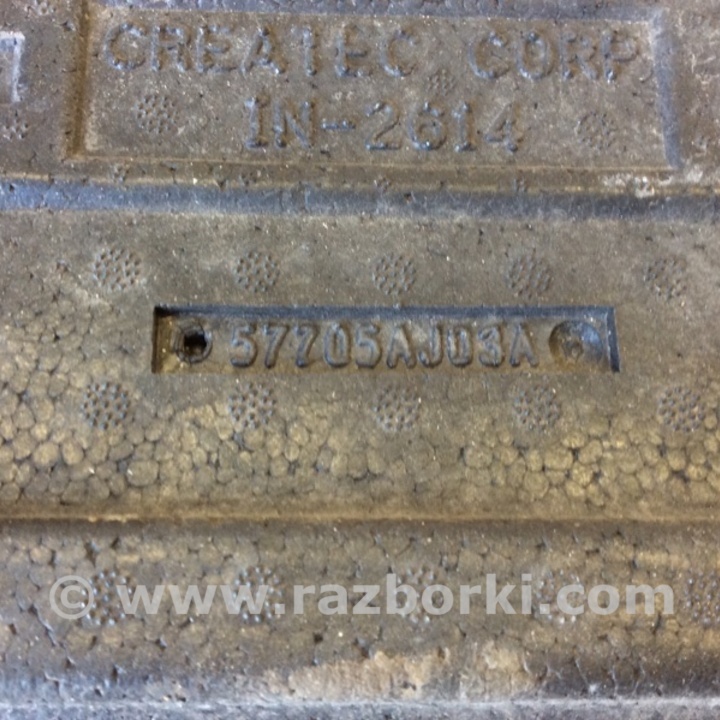 CREATEC CORP
IN-2614
57705AJ03A
© www.razborki.com